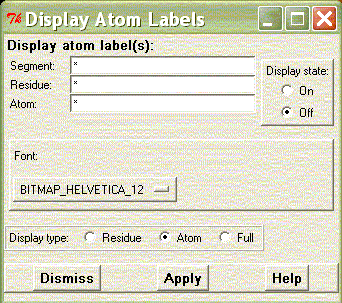 Display Atom Labels
Display atom label(s):
Segment: *
Residue: *
Atom: *
Display state:
On
Off
Font:
BITMAP_HELVETICA_12
Display type: Residue Atom Full
Dismiss Apply Help